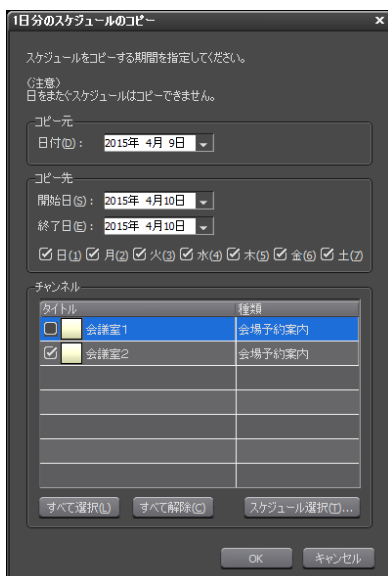 1日分のスケジュールのコピー
スケジュールをコピーする期間を指定してください。
(注意)
日をまたぐスケジュールはコピーできません。
コピー元
日付(D): 2015年 4月 9日
コピー先
開始日(S): 2015年 4月10日
終了日(E): 2015年 4月10日
日(1) 月(2) 火(3) 水(4) 木(5) 金(6) 土(7)
チャンネル
タイトル 種類
会議室1 会場予約案内
会議室2 会場予約案内
すべて選択(L) すべて解除(C) スケジュール選択(T)...
OK キャンセル